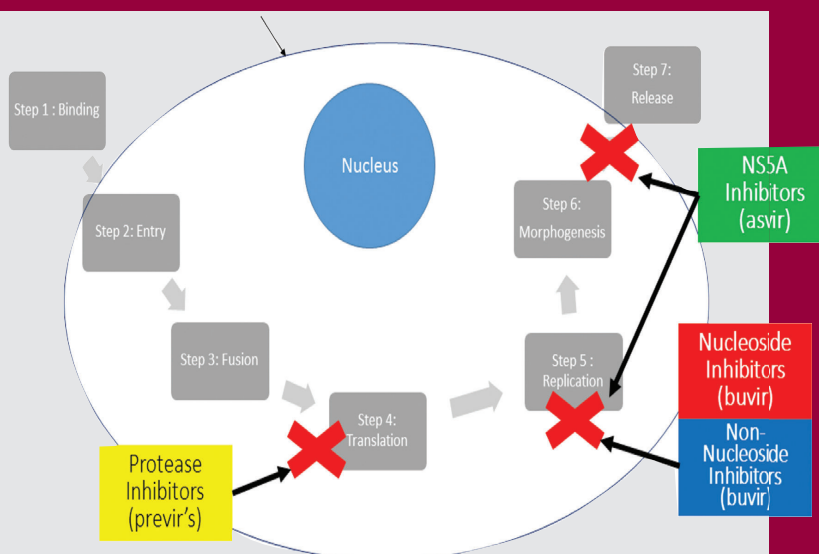 Step 1 : Binding
Step 2: Entry
Step 3: Fusion
Step 4:
Translation
Step 5 :
Replication
Step 6:
Morphogenesis
Step 7:
Release
Nucleus
NS5A
Inhibitors
(asvir)
Nucleoside
Inhibitors
(buvir)
Non-
Nucleoside
Inhibitors
(buvir)
Protease
Inhibitors
(previr’s)